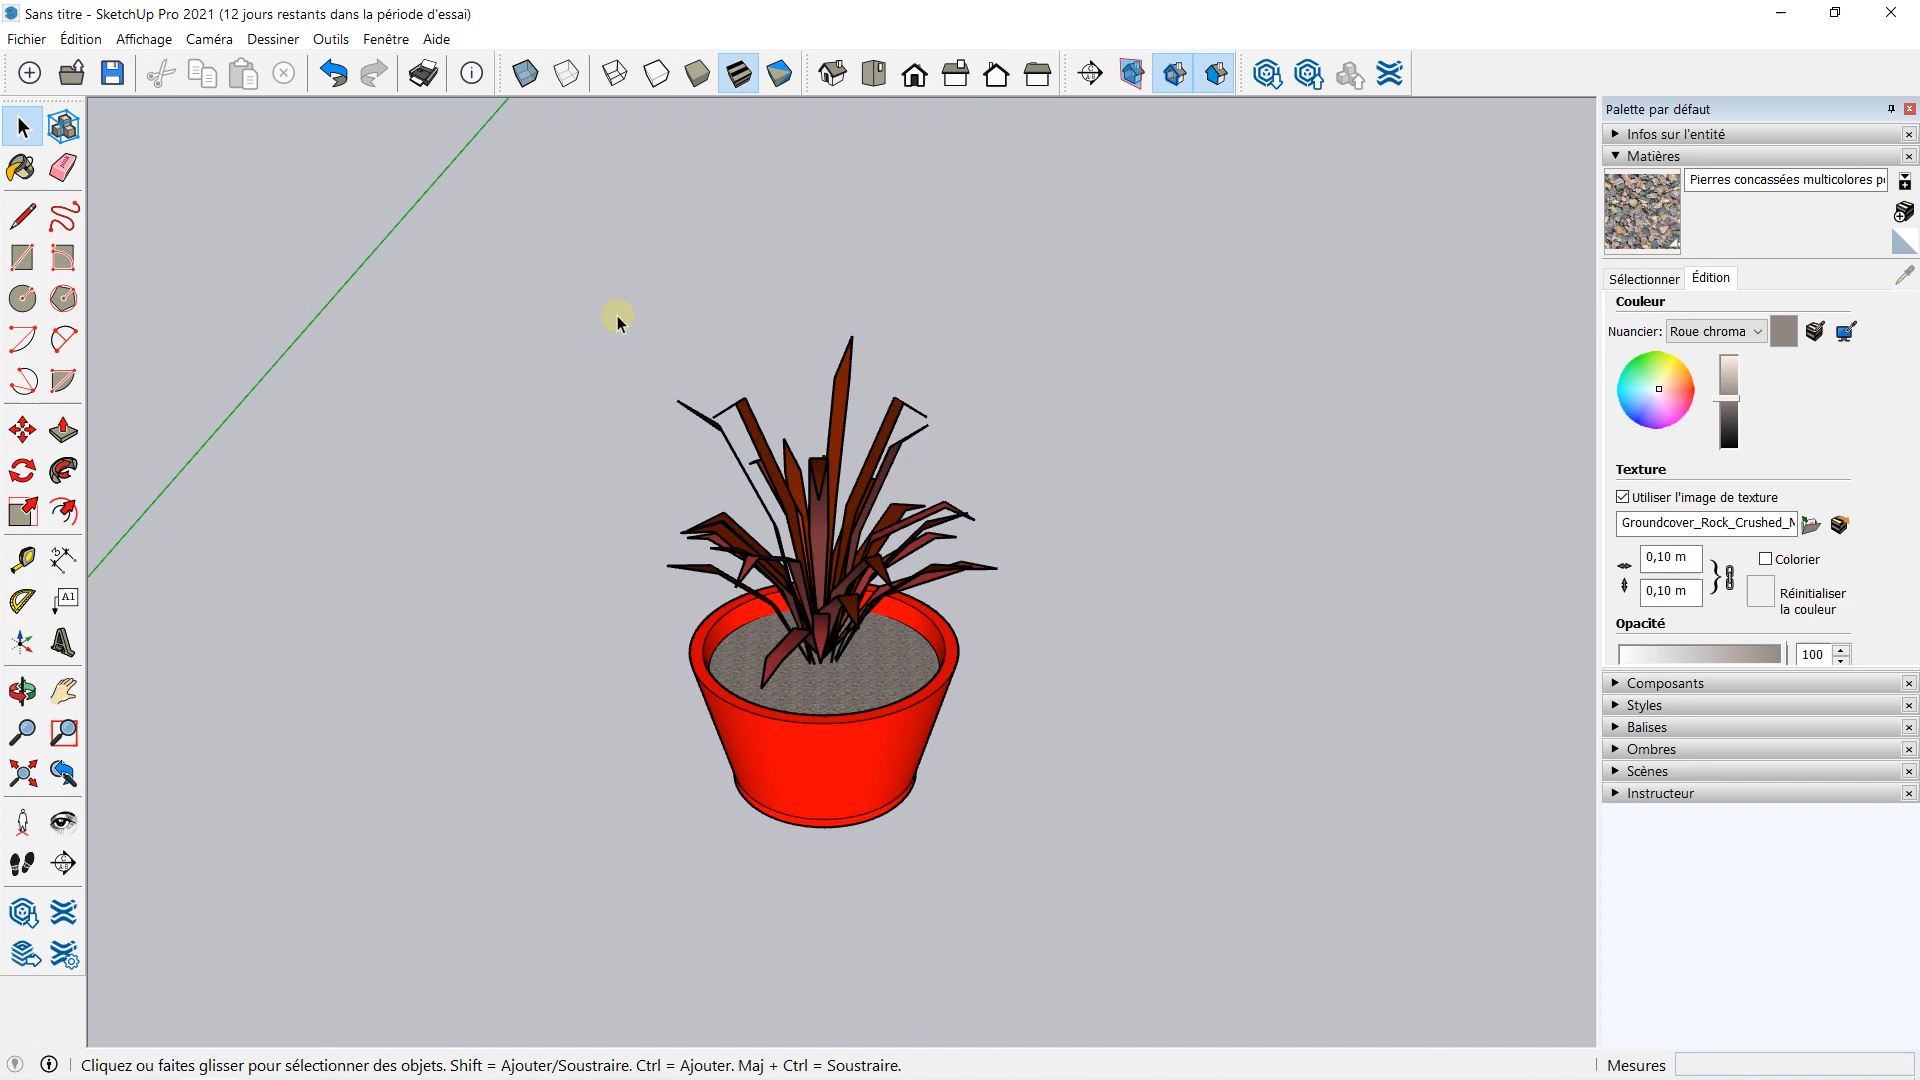 Sans titre - SketchUp Pro 2021 (12 jours restants dans la période d'essai)
Fichier Édition Affichage Caméra Dessiner Outils Fenêtre Aide
Palette par défaut
Infos sur l'entité
Matières
Pierres concassées multicolores
Sélectionner Édition
Couleur
Nuancier: Roue chroma
Texture
Utiliser l'image de texture
Groundcover_Rock_Crushed_
0,10 m
Colorier
0,10 m
Réinitialiser
la couleur
Opacité
100
Composants
Styles
Balises
Ombres
Scènes
Instructeur
A1
Cliquez ou faites glisser pour sélectionner des objets. Shift = Ajouter/Soustraire. Ctrl = Ajouter. Maj + Ctrl = Soustraire.
Mesures